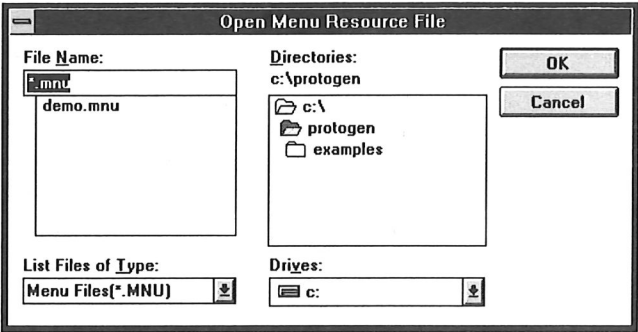 Open Menu Resource File
File Name:
*.mnu
demo.mnu
List Files of Type:
Menu Files(*.MNU)
Directories:
c:\protogen
c:\
protogen
examples
Drives:
c:
OK
Cancel